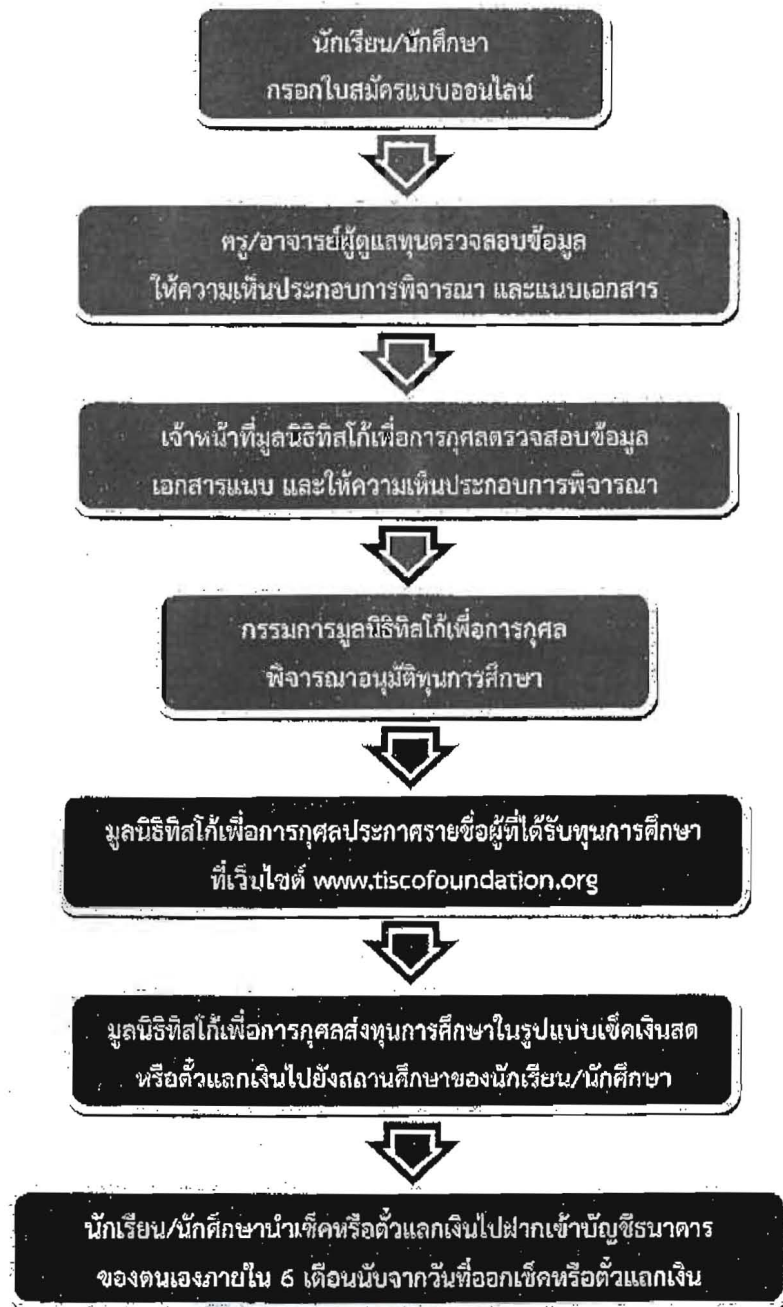 นักเรียน/นักศึกษา
กรอกใบสมัครแบบออนไลน์
ครู/อาจารย์ผู้ดูแลทุนตรวจสอบข้อมูล
ให้ความเห็นประกอบการพิจารณา และแนบเอกสาร
เจ้าหน้าที่มูลนิธิทิสโก้เพื่อการกุศลตรวจสอบข้อมูล
เอกสารแนบ และให้ความเห็นประกอบการพิจารณา
กรรมการมูลนิธิทิสโก้เพื่อการกุศล
พิจารณาอนุมัติทุนการศึกษา
มูลนิธิทิสโก้เพื่อการกุศลประกาศรายชื่อผู้ที่ได้รับทุนการศึกษา
ที่เว็บไซต์ www.tiscofoundation.org
มูลนิธิทิสโก้เพื่อการกุศลส่งทุนการศึกษาในรูปแบบเช็คเงินสด
หรือตั๋วแลกเงินไปยังสถานศึกษาของนักเรียน/นักศึกษา
นักเรียน/นักศึกษานำเช็คหรือตั๋วแลกเงินไปฝากเข้าบัญชีธนาคาร
ของตนเองภายใน 6 เดือนนับจากวันที่ออกเช็คหรือตั๋วแลกเงิน